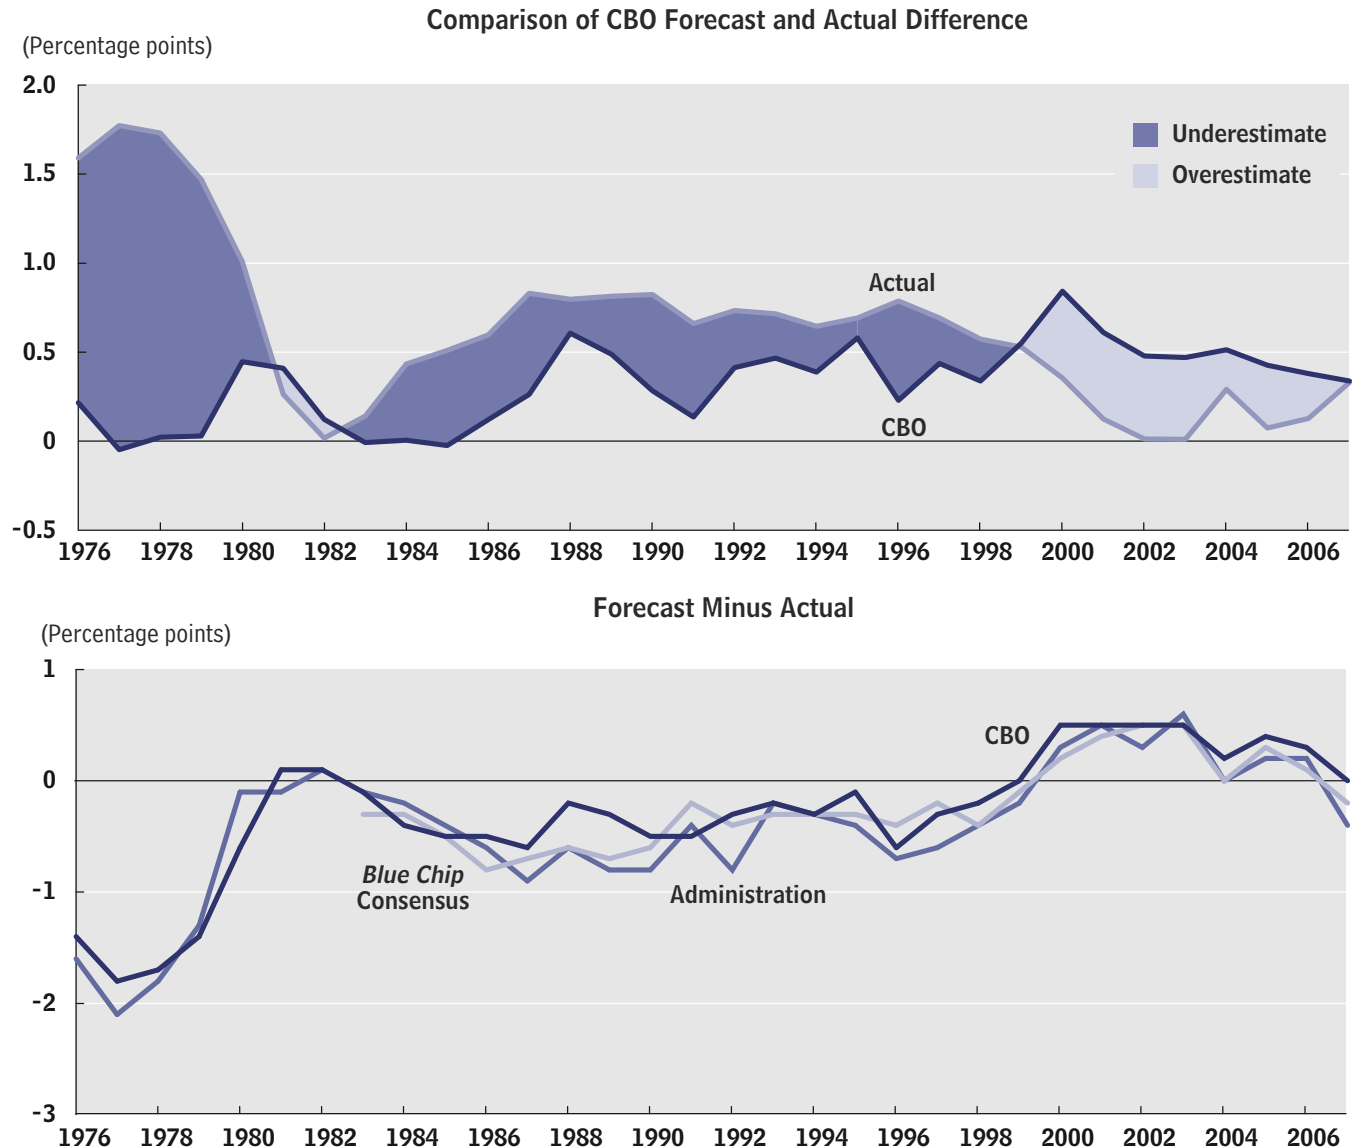 Comparison of CBO Forecast and Actual Difference
(Percentage points)
2.0
Underestimate
Overestimate
1.5
1.0
Actual
0.5
CBO
0
-0.5
1976 1978 1980 1982 1984 1986 1988 1990 1992 1994 1996 1998 2000 2002 2004 2006
Forecast Minus Actual
(Percentage points)
1
CBO
0
Blue Chip
Consensus
Administration
-1
-2
-3
1976 1978 1980 1982 1984 1986 1988 1990 1992 1994 1996 1998 2000 2002 2004 2006